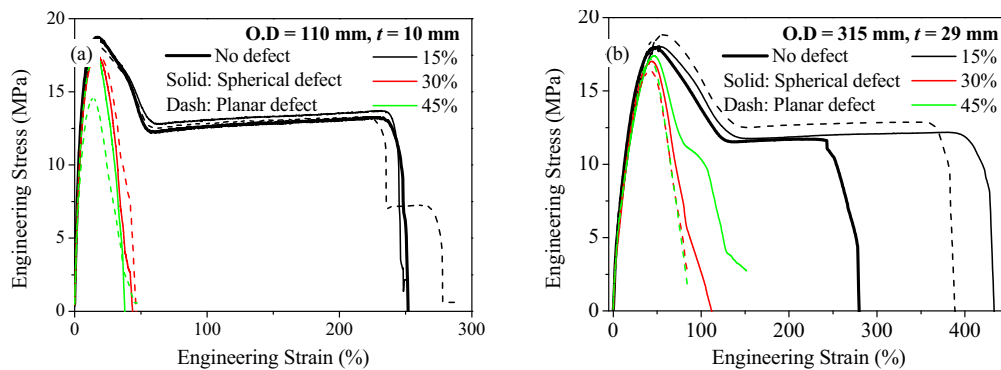 (a)
O.D = 110 mm, t = 10 mm
No defect
15%
Solid: Spherical defect
30%
Dash: Planar defect
45%
Engineering Stress (MPa)
20
15
10
5
0
0
100
200
300
Engineering Strain (%)
(b)
O.D = 315 mm, t = 29 mm
No defect
15%
Solid: Spherical defect
30%
Dash: Planar defect
45%
Engineering Stress (MPa)
20
15
10
5
0
0
100
200
300
400
Engineering Strain (%)